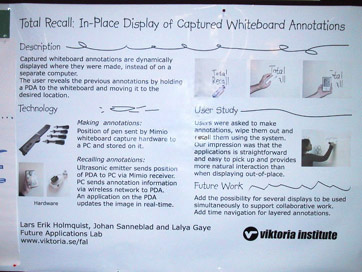 Total Recall: In-Place Display of Captured Whiteboard Annotations
Description
Captured whiteboard annotations are dynamically
displayed where they were made, instead of on a
separate computer.
The user reveals the previous annotations by holding
a PDA to the whiteboard and moving it to the
desired location.
Technology
Making annotations:
Position of pen sent by Mimio
whiteboard capture hardware to
a PC and stored on it.
Recalling annotations:
Ultrasonic emitter sends position
of PDA to PC via Mimio receiver.
PC sends annotation information
via wireless network to PDA.
An application on the PDA
updates the image in real-time.
Hardware
User Study
Users were asked to make
annotations, wipe them out and
recall them using the system.
Our impression was that the
applications is straightforward
and easy to pick up and provides
more natural interaction than
when displaying out-of-place.
Future Work
Add the possibility for several displays to be used
simultaneously to support collaborative work.
Add time navigation for layered annotations.
Lars Erik Holmquist, Johan Sanneblad and Lalya Gaye
Future Applications Lab
www.viktoria.se/fal
viktoria institute